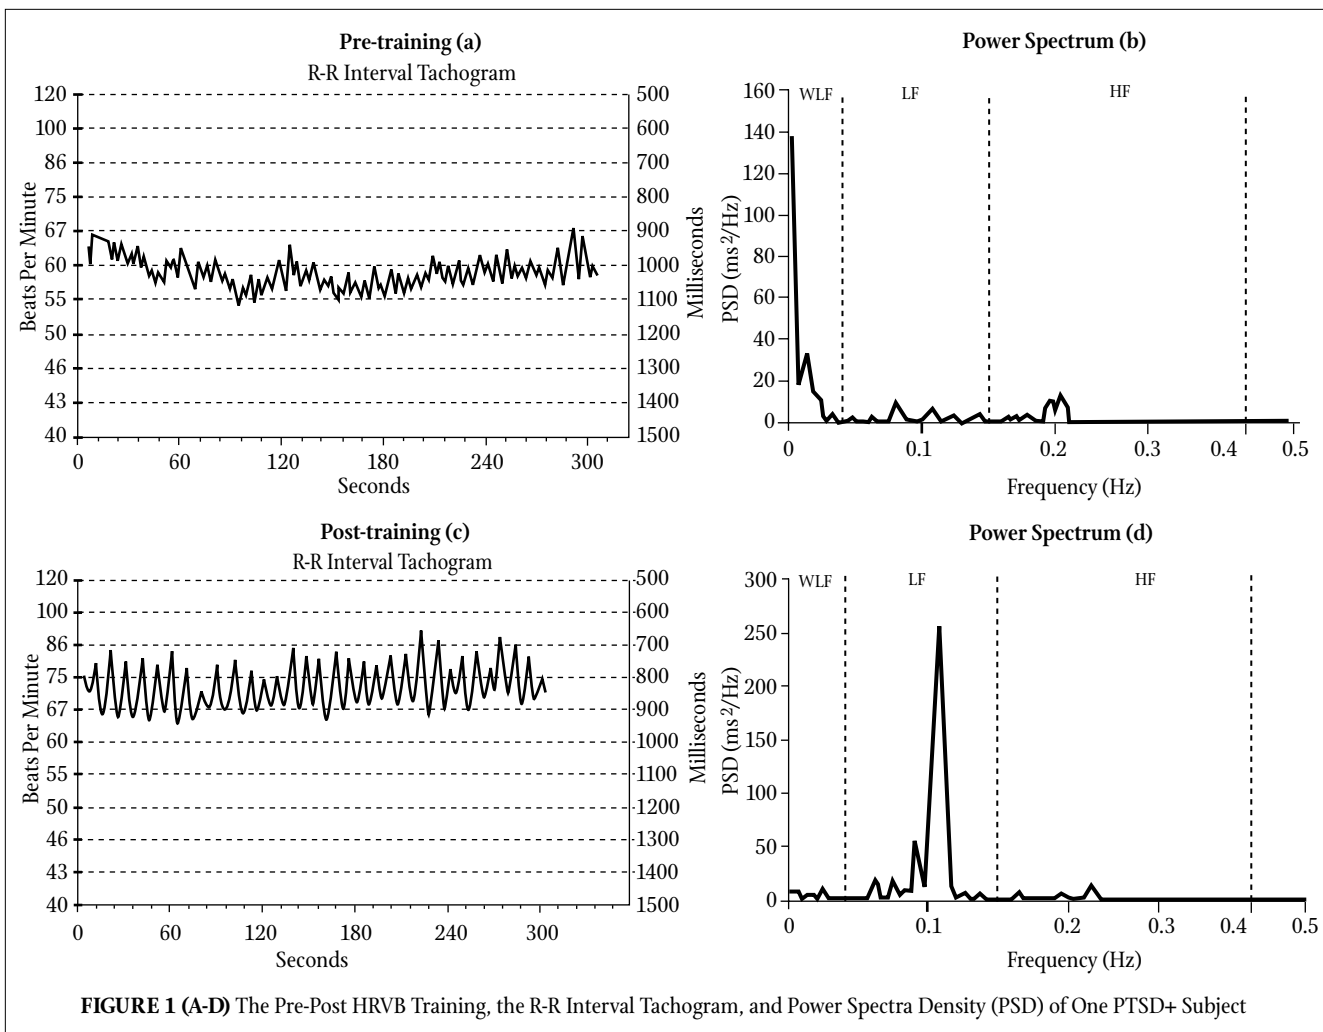 Pre-training (a)
R-R Interval Tachogram
120
100
86
75
67
60
55
50
46
43
40
Beats Per Minute
500
600
700
800
900
1000
1100
1200
1300
1400
1500
Milliseconds
0 60 120 180 240 300
Seconds
Power Spectrum (b)
160
140
120
100
80
60
40
20
0
PSD (ms²/Hz)
WLF LF HF
0 0.1 0.2 0.3 0.4 0.5
Frequency (Hz)
Post-training (c)
R-R Interval Tachogram
120
100
86
75
67
60
55
50
46
43
40
Beats Per Minute
500
600
700
800
900
1000
1100
1200
1300
1400
1500
Milliseconds
0 60 120 180 240 300
Seconds
Power Spectrum (d)
300
250
200
150
100
50
0
PSD (ms²/Hz)
WLF LF HF
0 0.1 0.2 0.3 0.4 0.5
Frequency (Hz)
FIGURE 1 (A-D) The Pre-Post HRVB Training, the R-R Interval Tachogram, and Power Spectra Density (PSD) of One PTSD+ Subject